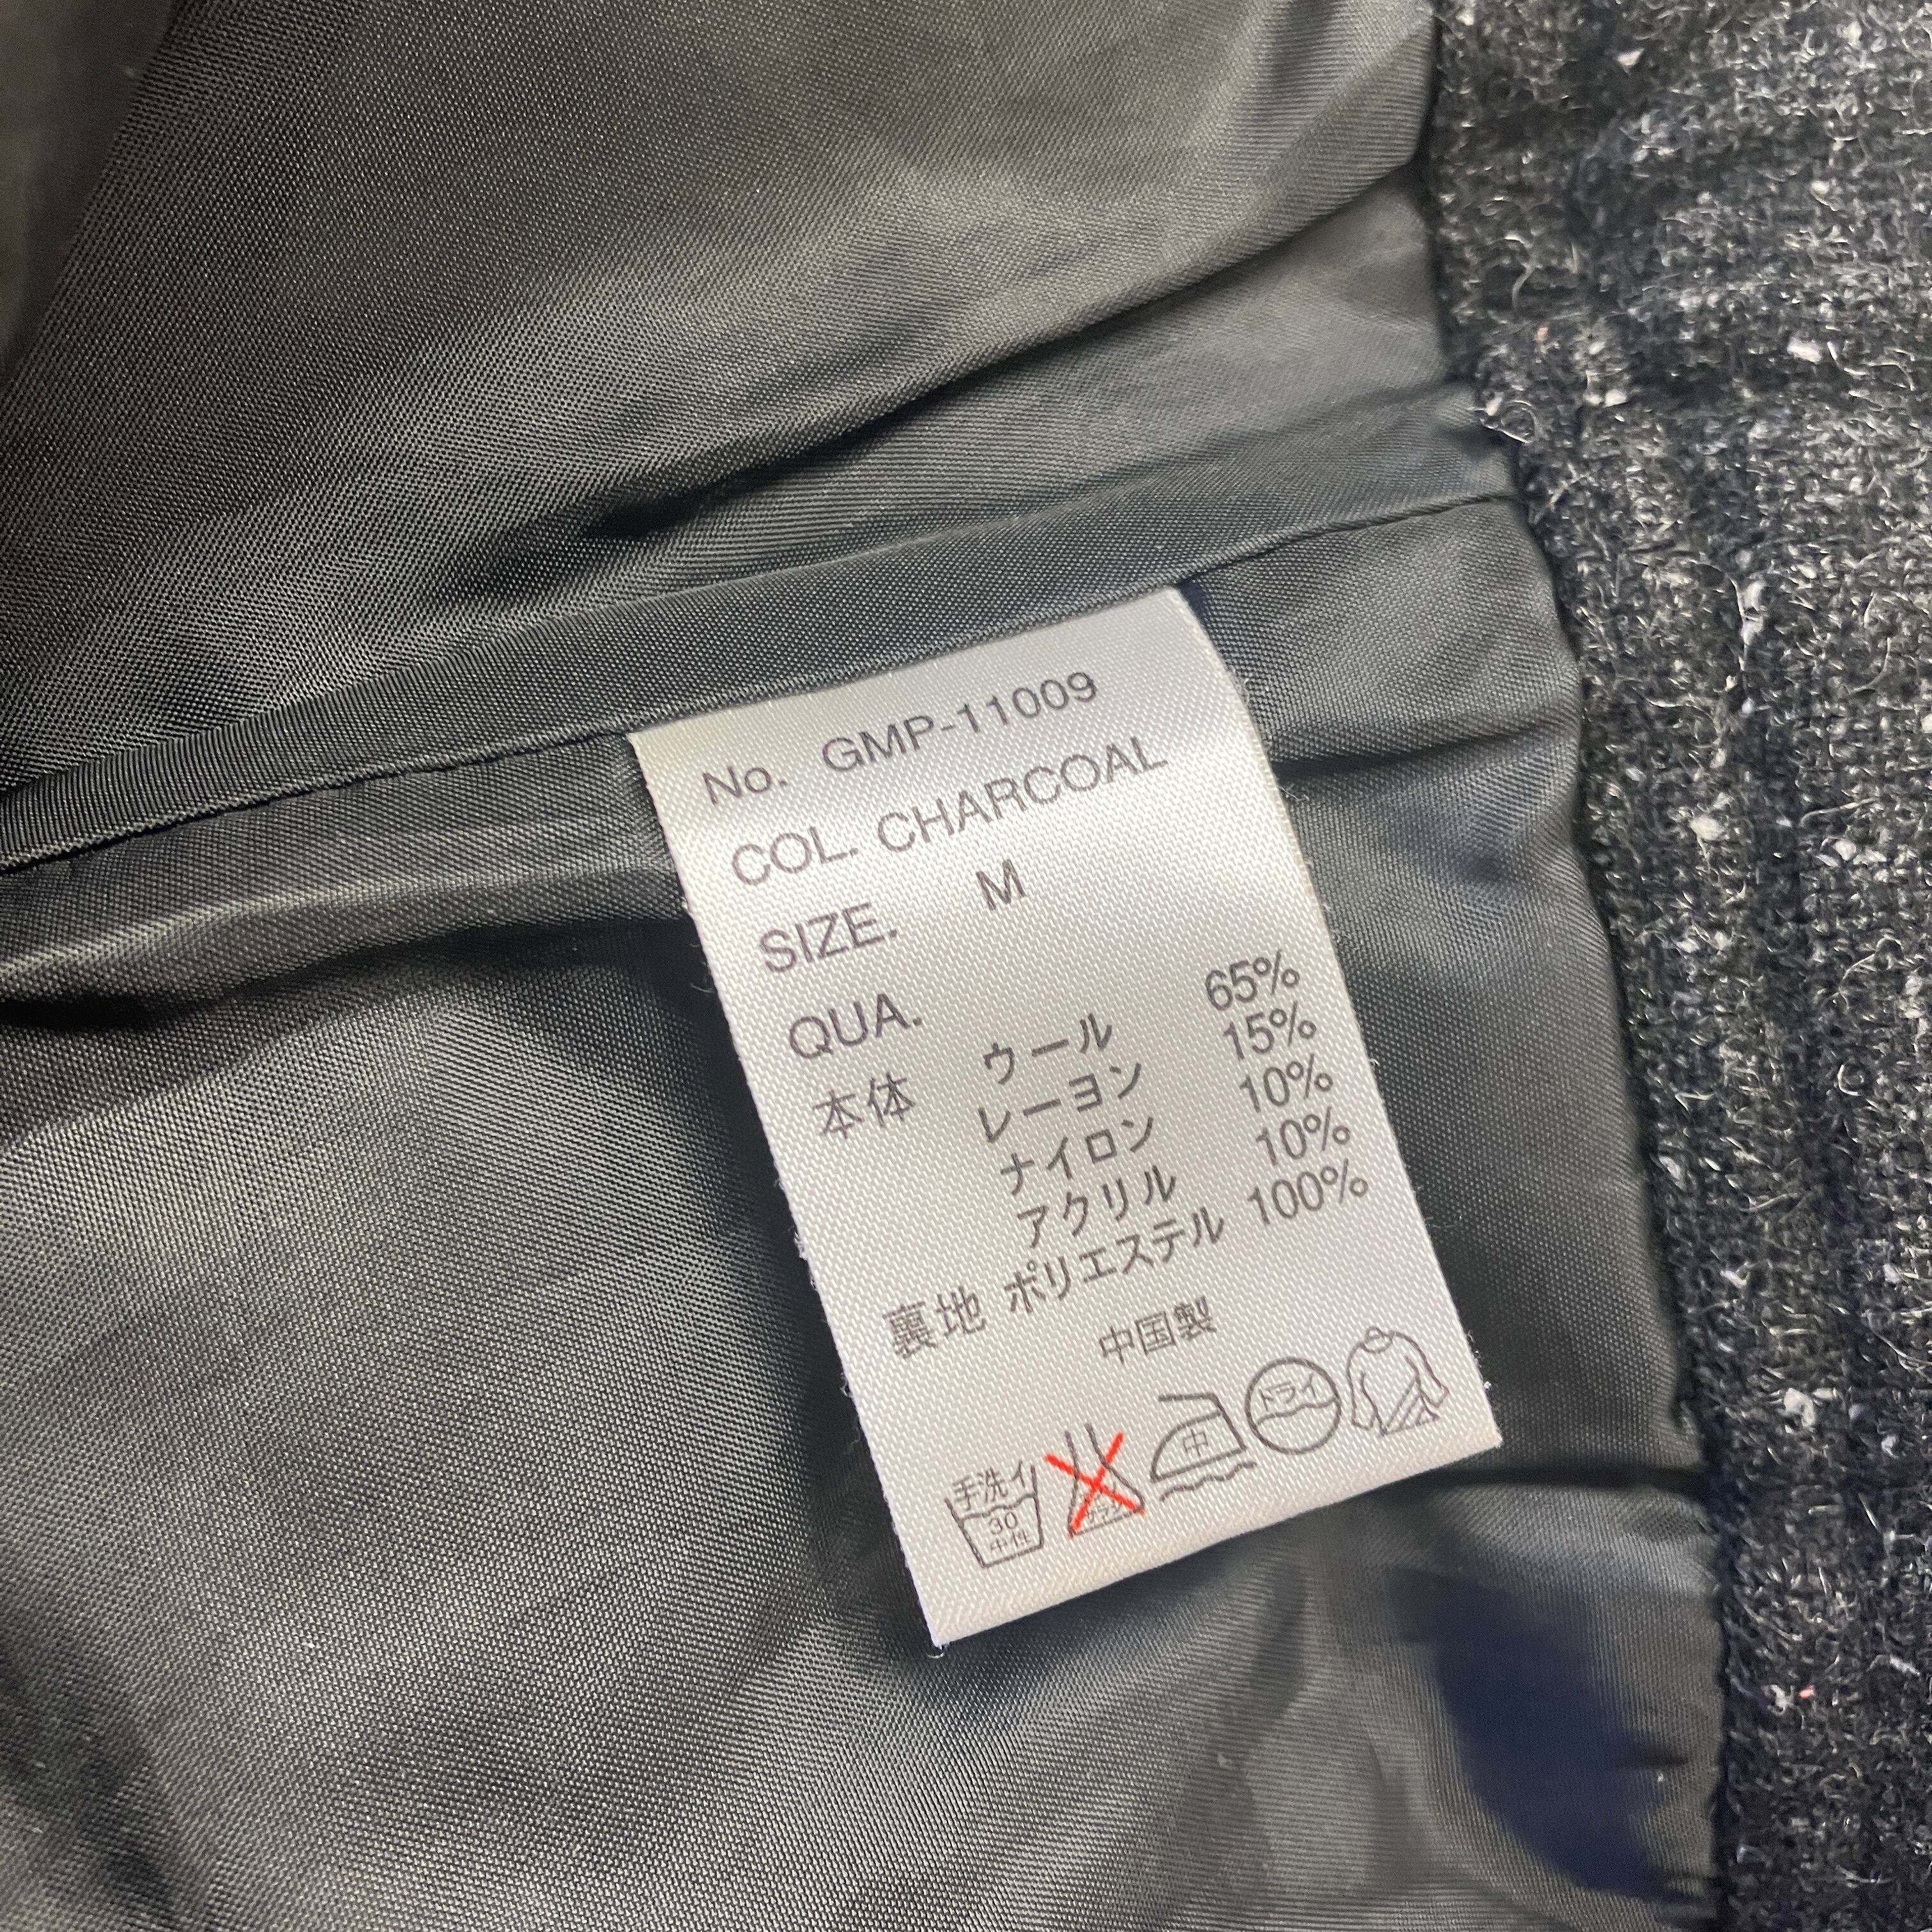 No. GMP-11009
COL. CHARCOAL
SIZE. M
QUA.
本体 ウール 65%
レーヨン 15%
ナイロン 10%
アクリル 10%
裏地 ポリエステル 100%
中国製
手洗イ
30
中性
中
ドライ